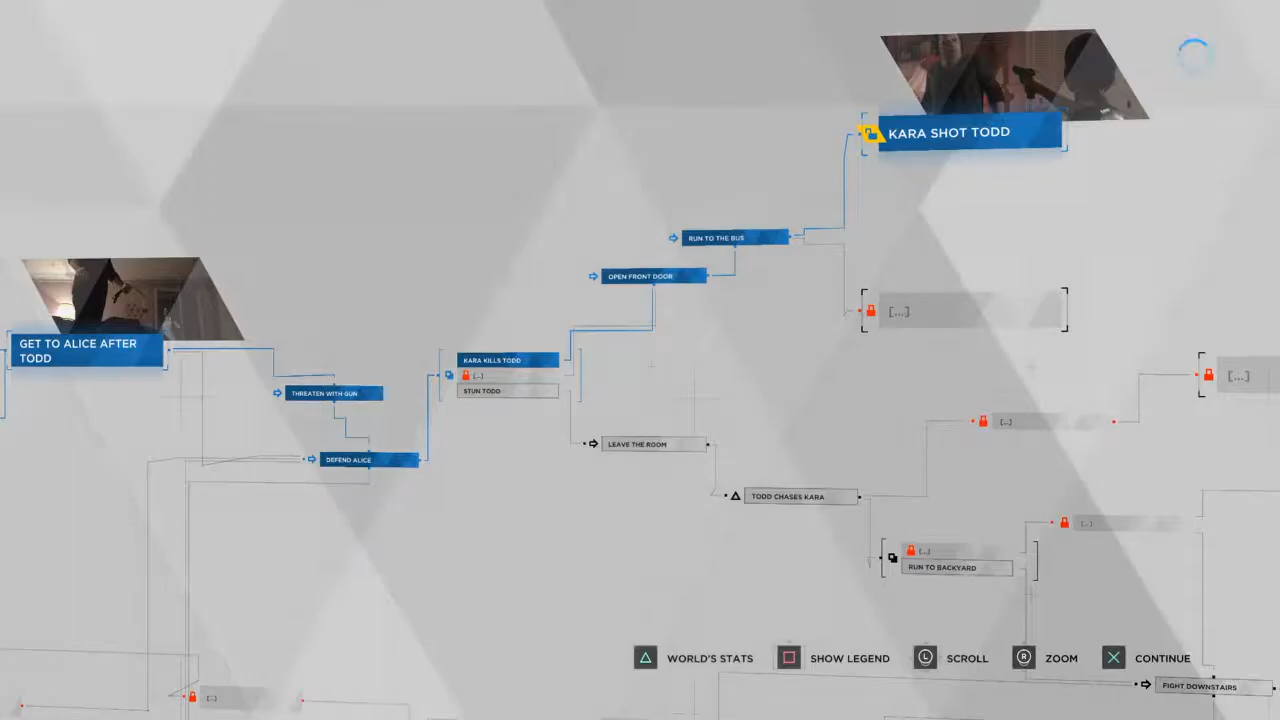 KARA SHOT TODD
RUN TO THE BUS
OPEN FRONT DOOR
[...]
GET TO ALICE AFTER
TODD
KARA KILLS TODD
[...]
STUN TODD
[...]
THREATEN WITH GUN
[...]
LEAVE THE ROOM
DEFEND ALICE
TODD CHASES KARA
[...]
[...]
RUN TO BACKYARD
WORLD'S STATS
SHOW LEGEND
L
SCROLL
R
ZOOM
CONTINUE
FIGHT DOWNSTAIRS
[...]